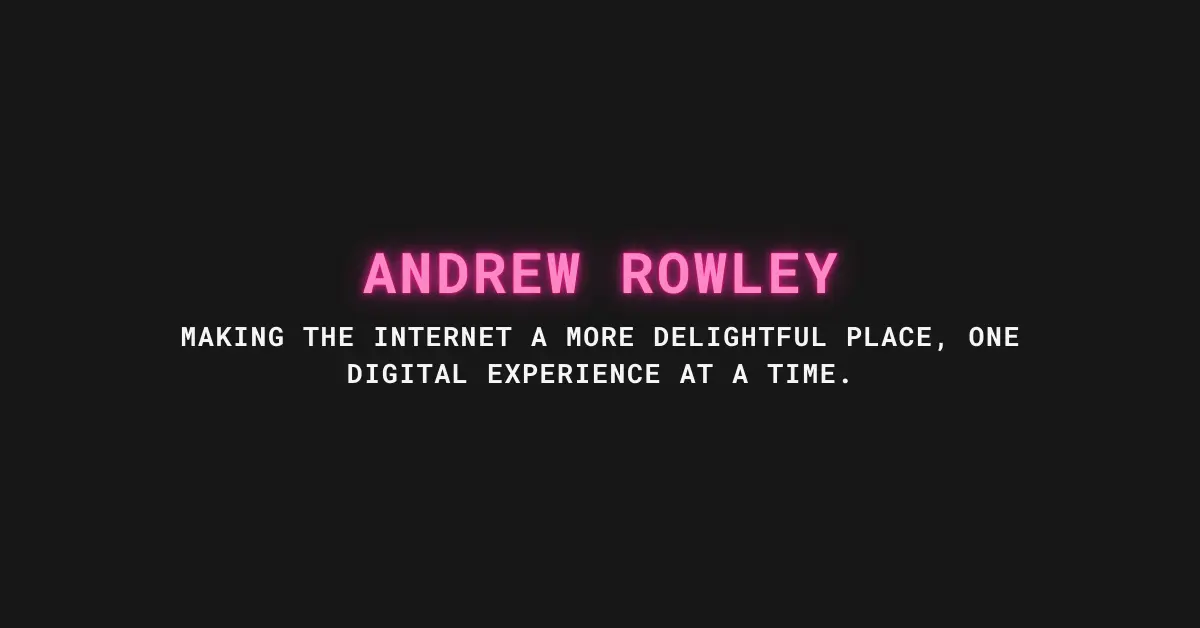 ANDREW ROWLEY
MAKING THE INTERNET A MORE DELIGHTFUL PLACE, ONE
DIGITAL EXPERIENCE AT A TIME.